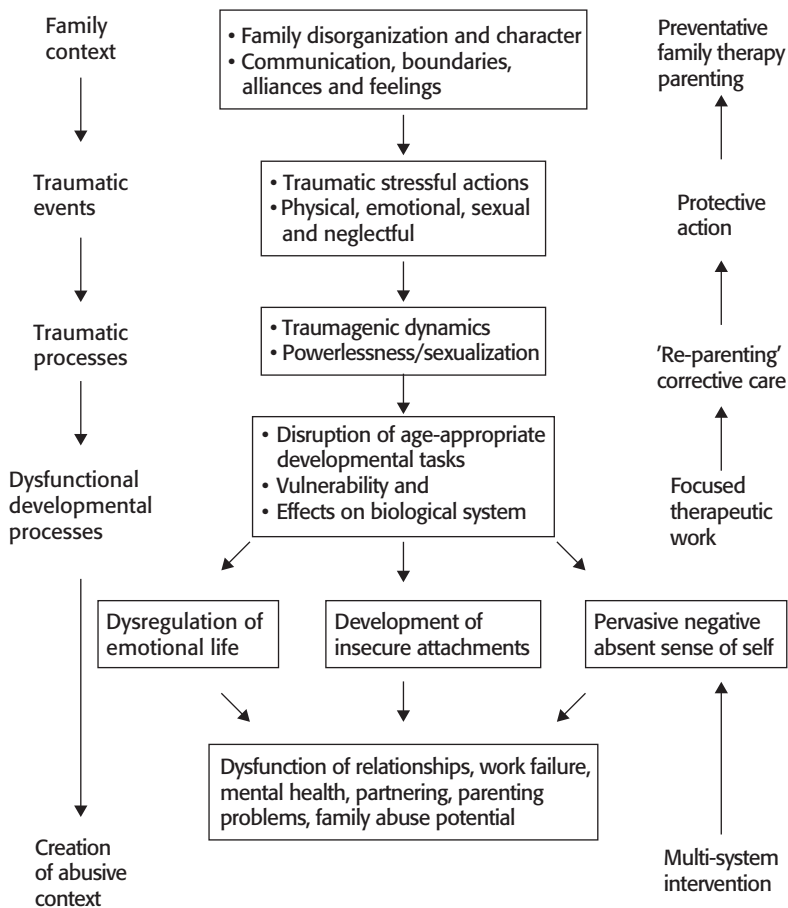 Family
context
• Family disorganization and character
• Communication, boundaries,
alliances and feelings
Preventative
family therapy
parenting
Traumatic
events
• Traumatic stressful actions
• Physical, emotional, sexual
and neglectful
Protective
action
Traumatic
processes
• Traumagenic dynamics
• Powerlessness/sexualization
'Re-parenting'
corrective care
Dysfunctional
developmental
processes
• Disruption of age-appropriate
developmental tasks
• Vulnerability and
• Effects on biological system
Focused
therapeutic
work
Dysregulation of
emotional life
Development of
insecure attachments
Pervasive negative
absent sense of self
Dysfunction of relationships, work failure,
mental health, partnering, parenting
problems, family abuse potential
Creation
of abusive
context
Multi-system
intervention